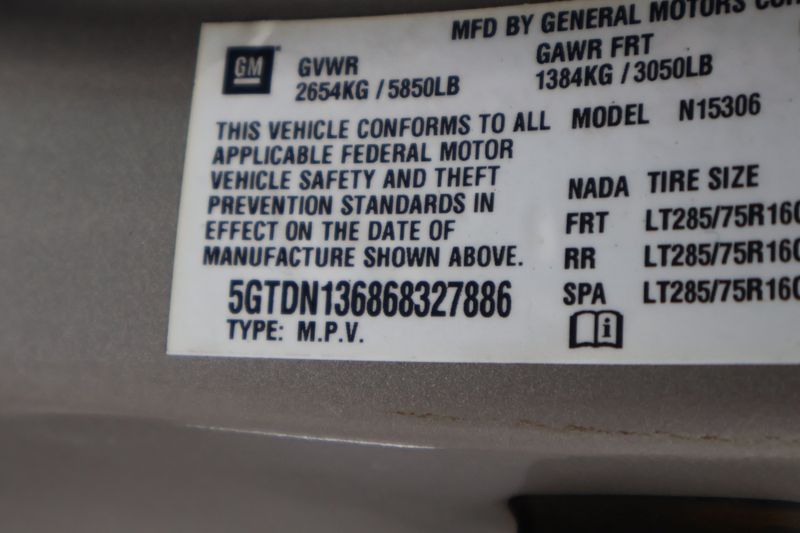 MFD BY GENERAL MOTORS COR
GM
GVWR
2654KG / 5850LB
GAWR FRT
1384KG / 3050LB
THIS VEHICLE CONFORMS TO ALL
APPLICABLE FEDERAL MOTOR
VEHICLE SAFETY AND THEFT
PREVENTION STANDARDS IN
EFFECT ON THE DATE OF
MANUFACTURE SHOWN ABOVE.
5GTDN136868327886
TYPE: M.P.V.
MODEL N15306
NADA TIRE SIZE
FRT LT285/75R16
RR LT285/75R16
SPA LT285/75R16